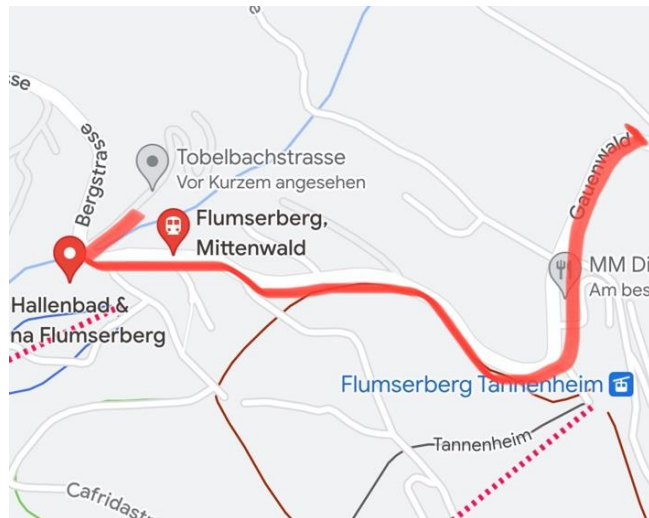 sse
Bergstrasse
Tobelbachstrasse
Vor Kurzem angesehen
Flumserberg,
Mittenwald
Gauenwald
MM Di
Am bes
Hallenbad &
na Flumserberg
Flumserberg Tannenheim
Tannenheim
Cafridastr